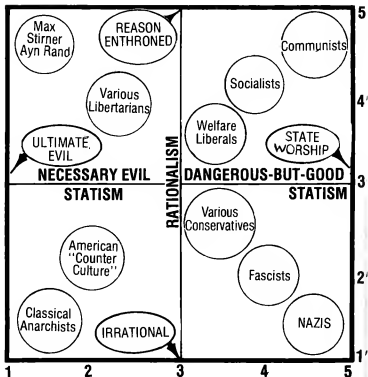 Max
Stirner
Ayn Rand
REASON
ENTHRONED
Communists
5
Various
Libertarians
Socialists
4'
Welfare
Liberals
ULTIMATE,
EVIL
STATE
WORSHIP
RATIONALISM
NECESSARY EVIL
DANGEROUS-BUT-GOOD
3
STATISM
STATISM
Various
Conservatives
American
"Counter
Culture"
Fascists
2'
Classical
Anarchists
IRRATIONAL
NAZIS
1'
1
2
3
4
5